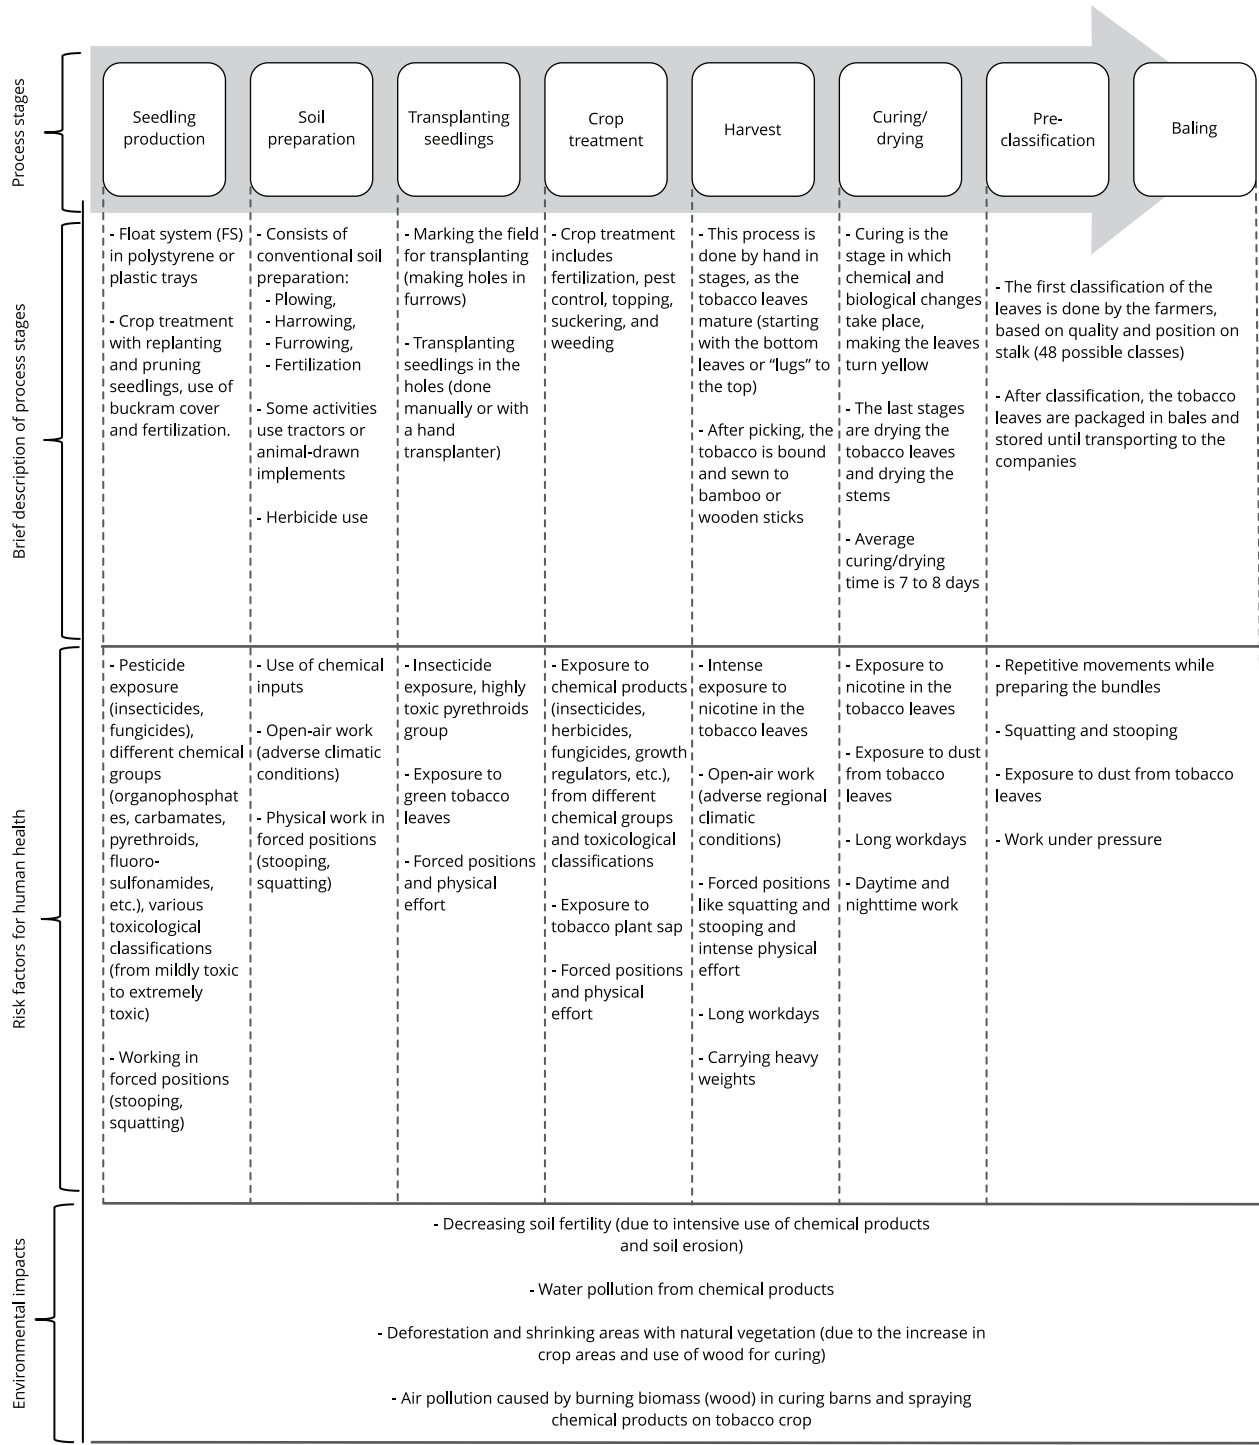 Process stages
Seedling
production
Soil
preparation
Transplanting
seedlings
Crop
treatment
Harvest
Curing/
drying
Pre-
classification
Baling
Brief description of process stages
- Float system (FS)
in polystyrene or
plastic trays
- Crop treatment
with replanting
and pruning
seedlings, use of
buckram cover
and fertilization.
- Consists of
conventional soil
preparation:
- Plowing,
- Harrowing,
- Furrowing,
- Fertilization
- Some activities
use tractors or
animal-drawn
implements
- Herbicide use
- Marking the field
for transplanting
(making holes in
furrows)
- Transplanting
seedlings in the
holes (done
manually or with
a hand
transplanter)
- Crop treatment
includes
fertilization, pest
control, topping,
suckering, and
weeding
- This process is
done by hand in
stages, as the
tobacco leaves
mature (starting
with the bottom
leaves or “lugs” to
the top)
- After picking, the
tobacco is bound
and sewn to
bamboo or
wooden sticks
- Curing is the
stage in which
chemical and
biological changes
take place,
making the leaves
turn yellow
- The last stages
are drying the
tobacco leaves
and drying the
stems
- Average
curing/drying
time is 7 to 8 days
- The first classification of the
leaves is done by the farmers,
based on quality and position on
stalk (48 possible classes)
- After classification, the tobacco
leaves are packaged in bales and
stored until transporting to the
companies
Risk factors for human health
- Pesticide
exposure
(insecticides,
fungicides),
different chemical
groups
(organophosphat
es, carbamates,
pyrethroids,
fluoro-
sulfonamides,
etc.), various
toxicological
classifications
(from mildly toxic
to extremely
toxic)
- Working in
forced positions
(stooping,
squatting)
- Use of chemical
inputs
- Open-air work
(adverse climatic
conditions)
- Physical work in
forced positions
(stooping,
squatting)
- Insecticide
exposure, highly
toxic pyrethroids
group
- Exposure to
green tobacco
leaves
- Forced positions
and physical
effort
- Exposure to
chemical products
(insecticides,
herbicides,
fungicides, growth
regulators, etc.),
from different
chemical groups
and toxicological
classifications
- Exposure to
tobacco plant sap
- Forced positions
and physical
effort
- Intense
exposure to
nicotine in the
tobacco leaves
- Open-air work
(adverse regional
climatic
conditions)
- Forced positions
like squatting and
stooping and
intense physical
effort
- Long workdays
- Carrying heavy
weights
- Exposure to
nicotine in the
tobacco leaves
- Exposure to dust
from tobacco
leaves
- Long workdays
- Daytime and
nighttime work
- Repetitive movements while
preparing the bundles
- Squatting and stooping
- Exposure to dust from tobacco
leaves
- Work under pressure
Environmental impacts
- Decreasing soil fertility (due to intensive use of chemical products
and soil erosion)
- Water pollution from chemical products
- Deforestation and shrinking areas with natural vegetation (due to the increase in
crop areas and use of wood for curing)
- Air pollution caused by burning biomass (wood) in curing barns and spraying
chemical products on tobacco crop